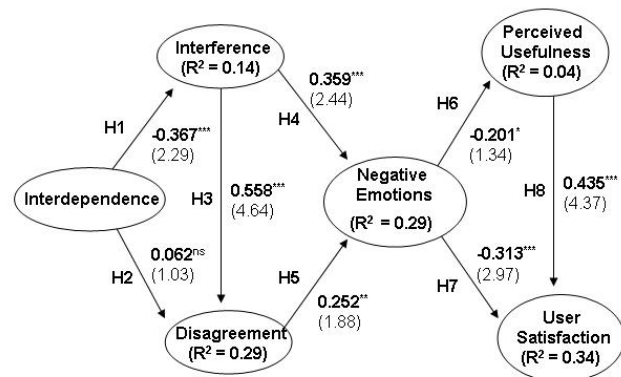 Interference
(R² = 0.14)
Perceived
Usefulness
(R² = 0.04)
H1
-0.367***
(2.29)
0.359***
(2.44)
H4
H6
-0.201*
(1.34)
Interdependence
H3
0.558***
(4.64)
Negative
Emotions
(R² = 0.29)
H8
0.435***
(4.37)
H2
0.062ns
(1.03)
H5
0.252**
(1.88)
-0.313***
(2.97)
H7
Disagreement
(R² = 0.29)
User
Satisfaction
(R² = 0.34)